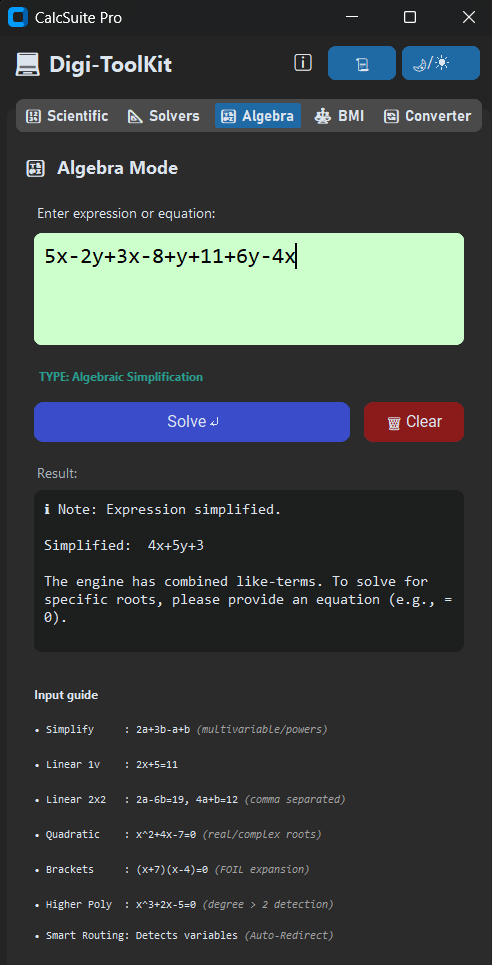 CalcSuite Pro
Digi-ToolKit
Scientific Solvers Algebra BMI Converter
Algebra Mode
Enter expression or equation:
5x-2y+3x-8+y+11+6y-4x
TYPE: Algebraic Simplification
Solve ↲ Clear
Result:
ℹ Note: Expression simplified.
Simplified:  4x+5y+3
The engine has combined like-terms. To solve for
specific roots, please provide an equation (e.g., =
0).
Input guide
• Simplify     : 2a+3b-a+b (multivariable/powers)
• Linear 1v    : 2x+5=11
• Linear 2x2   : 2a-6b=19, 4a+b=12 (comma separated)
• Quadratic    : x^2+4x-7=0 (real/complex roots)
• Brackets     : (x+7)(x-4)=0 (FOIL expansion)
• Higher Poly  : x^3+2x-5=0 (degree > 2 detection)
• Smart Routing: Detects variables (Auto-Redirect)